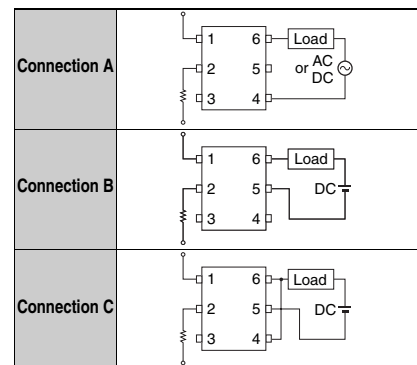 Connection A
1 6 Load
2 5 or AC
DC
3 4
Connection B
1 6 Load
2 5 DC
3 4
Connection C
1 6 Load
2 5 DC
3 4